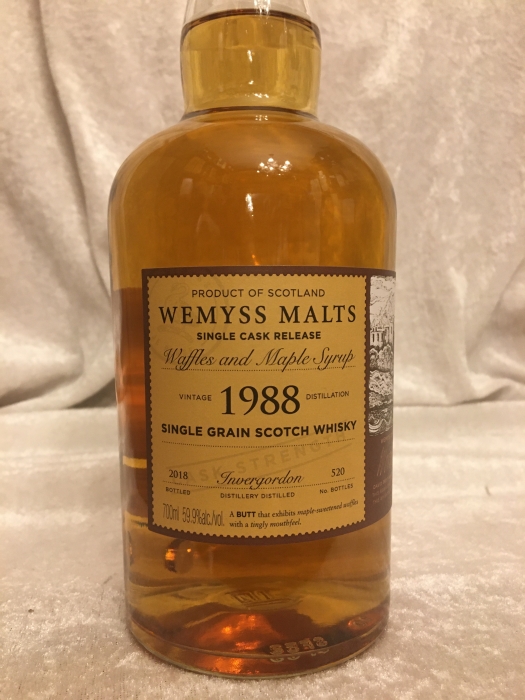 PRODUCT OF SCOTLAND
WEMYSS MALTS
SINGLE CASK RELEASE
Waffles and Maple Syrup
VINTAGE 1988 DISTILLATION
SINGLE GRAIN SCOTCH WHISKY
CASK STRENGTH
2018 Invergordon 520
BOTTLED DISTILLERY DISTILLED No. BOTTLES
700ml 59.9%alc./vol. A BUTT that exhibits maple-sweetened waffles
with a tingly mouthfeel.